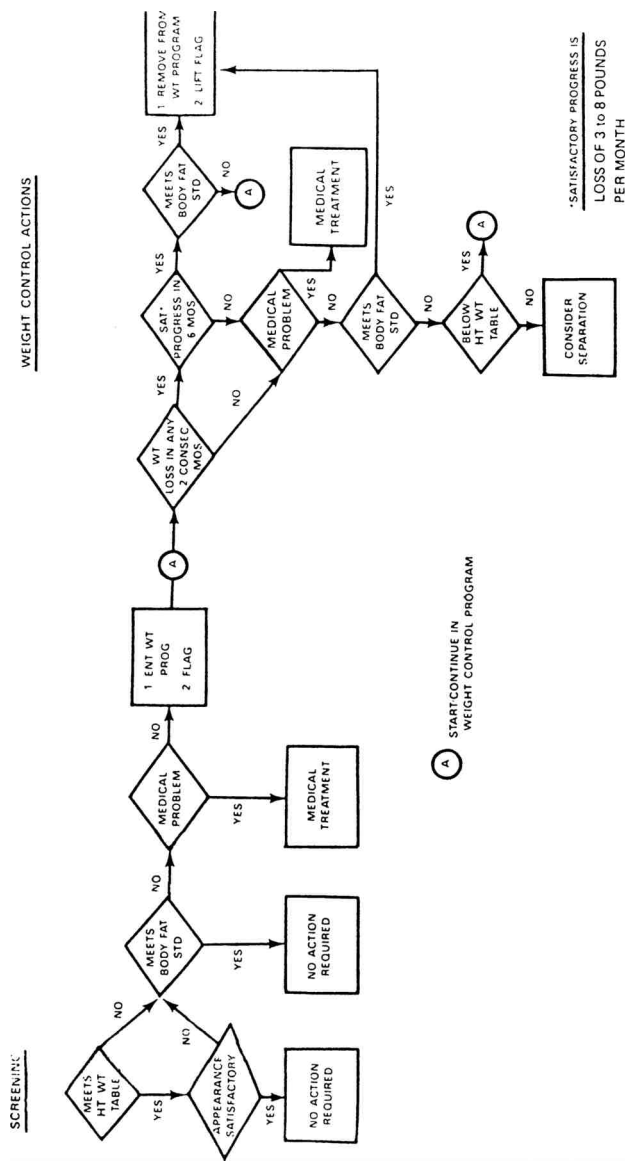 SCREENING
MEETS
HT WT
TABLE
NO
YES
APPEARANCE
SATISFACTORY
NO
YES
NO ACTION
REQUIRED
MEETS
BODY FAT
STD
NO
YES
NO ACTION
REQUIRED
MEDICAL
PROBLEM
NO
YES
MEDICAL
TREATMENT
1 ENT WT
PROG
2 FLAG
A
WEIGHT CONTROL ACTIONS
WT
LOSS IN ANY
2 CONSEC
MOS
YES
NO
SAT*
PROGRESS IN
6 MOS
YES
NO
MEETS
BODY FAT
STD
YES
NO
A
1 REMOVE FROM
WT PROGRAM
2 LIFT FLAG
MEDICAL
PROBLEM
YES
NO
MEDICAL
TREATMENT
MEETS
BODY FAT
STD
YES
NO
BELOW
HT WT
TABLE
YES
A
NO
CONSIDER
SEPARATION
A
START-CONTINUE IN
WEIGHT CONTROL PROGRAM
*SATISFACTORY PROGRESS IS
LOSS OF 3 to 8 POUNDS
PER MONTH